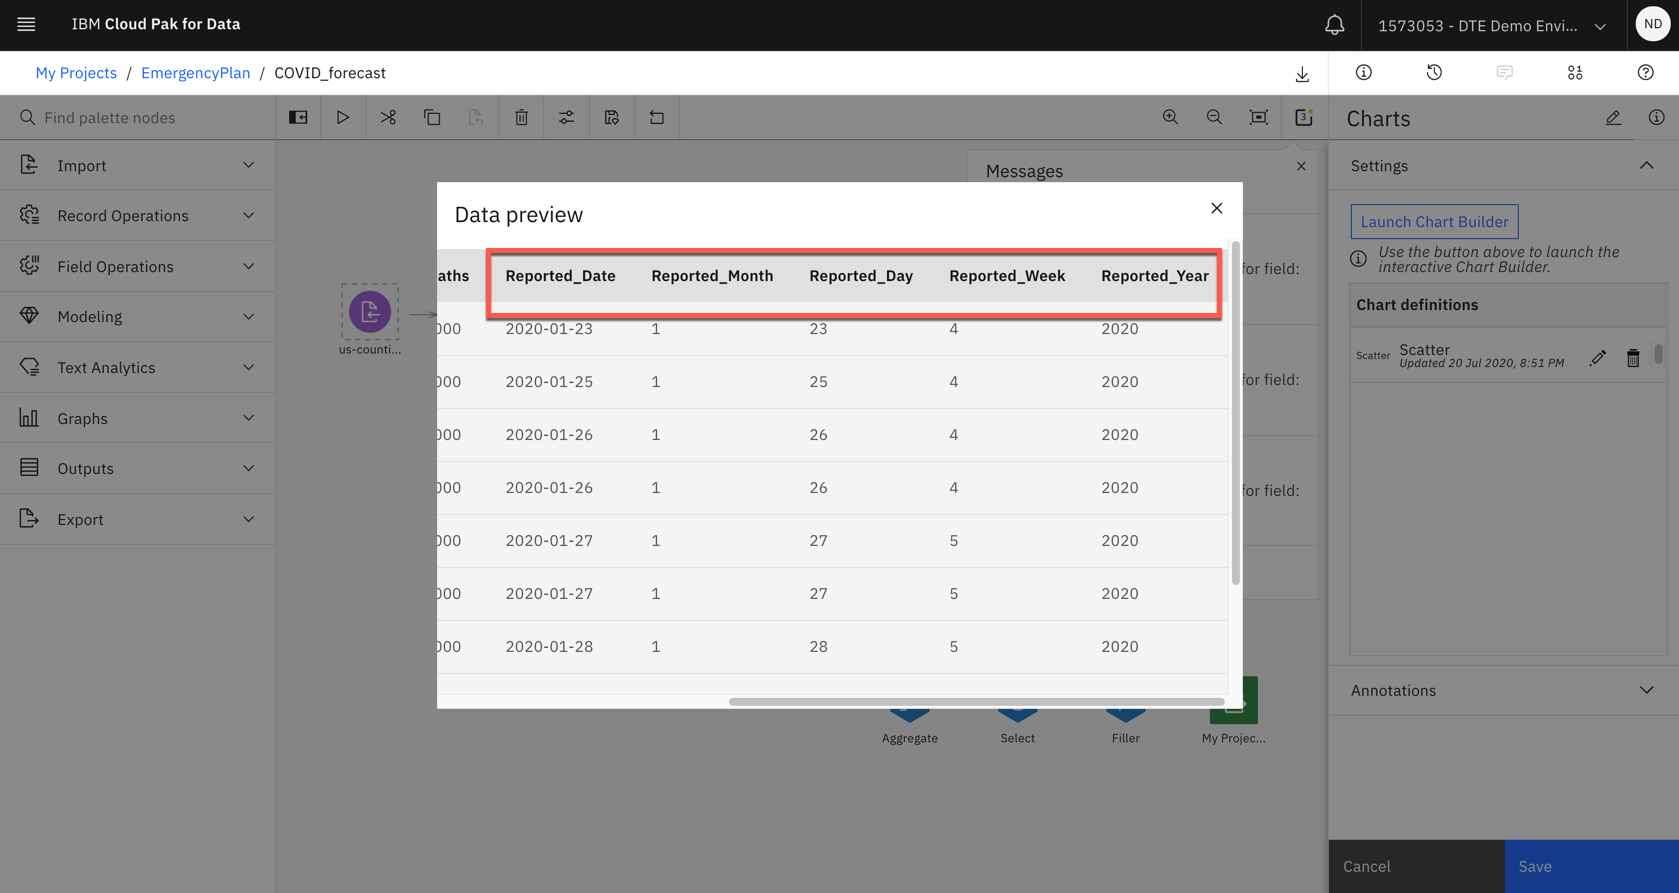 IBM Cloud Pak for Data
1573053 - DTE Demo Envi...
ND
My Projects / EmergencyPlan / COVID_forecast
Find palette nodes
3
Charts
Import
Record Operations
Field Operations
Modeling
Text Analytics
Graphs
Outputs
Export
us-counti...
Messages
for field:
for field:
for field:
Data preview
aths Reported_Date Reported_Month Reported_Day Reported_Week Reported_Year
000 2020-01-23 1 23 4 2020
000 2020-01-25 1 25 4 2020
000 2020-01-26 1 26 4 2020
000 2020-01-26 1 26 4 2020
000 2020-01-27 1 27 5 2020
000 2020-01-27 1 27 5 2020
000 2020-01-28 1 28 5 2020
Aggregate
Select
Filler
My Projec...
Settings
Launch Chart Builder
Use the button above to launch the
interactive Chart Builder.
Chart definitions
Scatter
Scatter
Updated 20 Jul 2020, 8:51 PM
Annotations
Cancel
Save